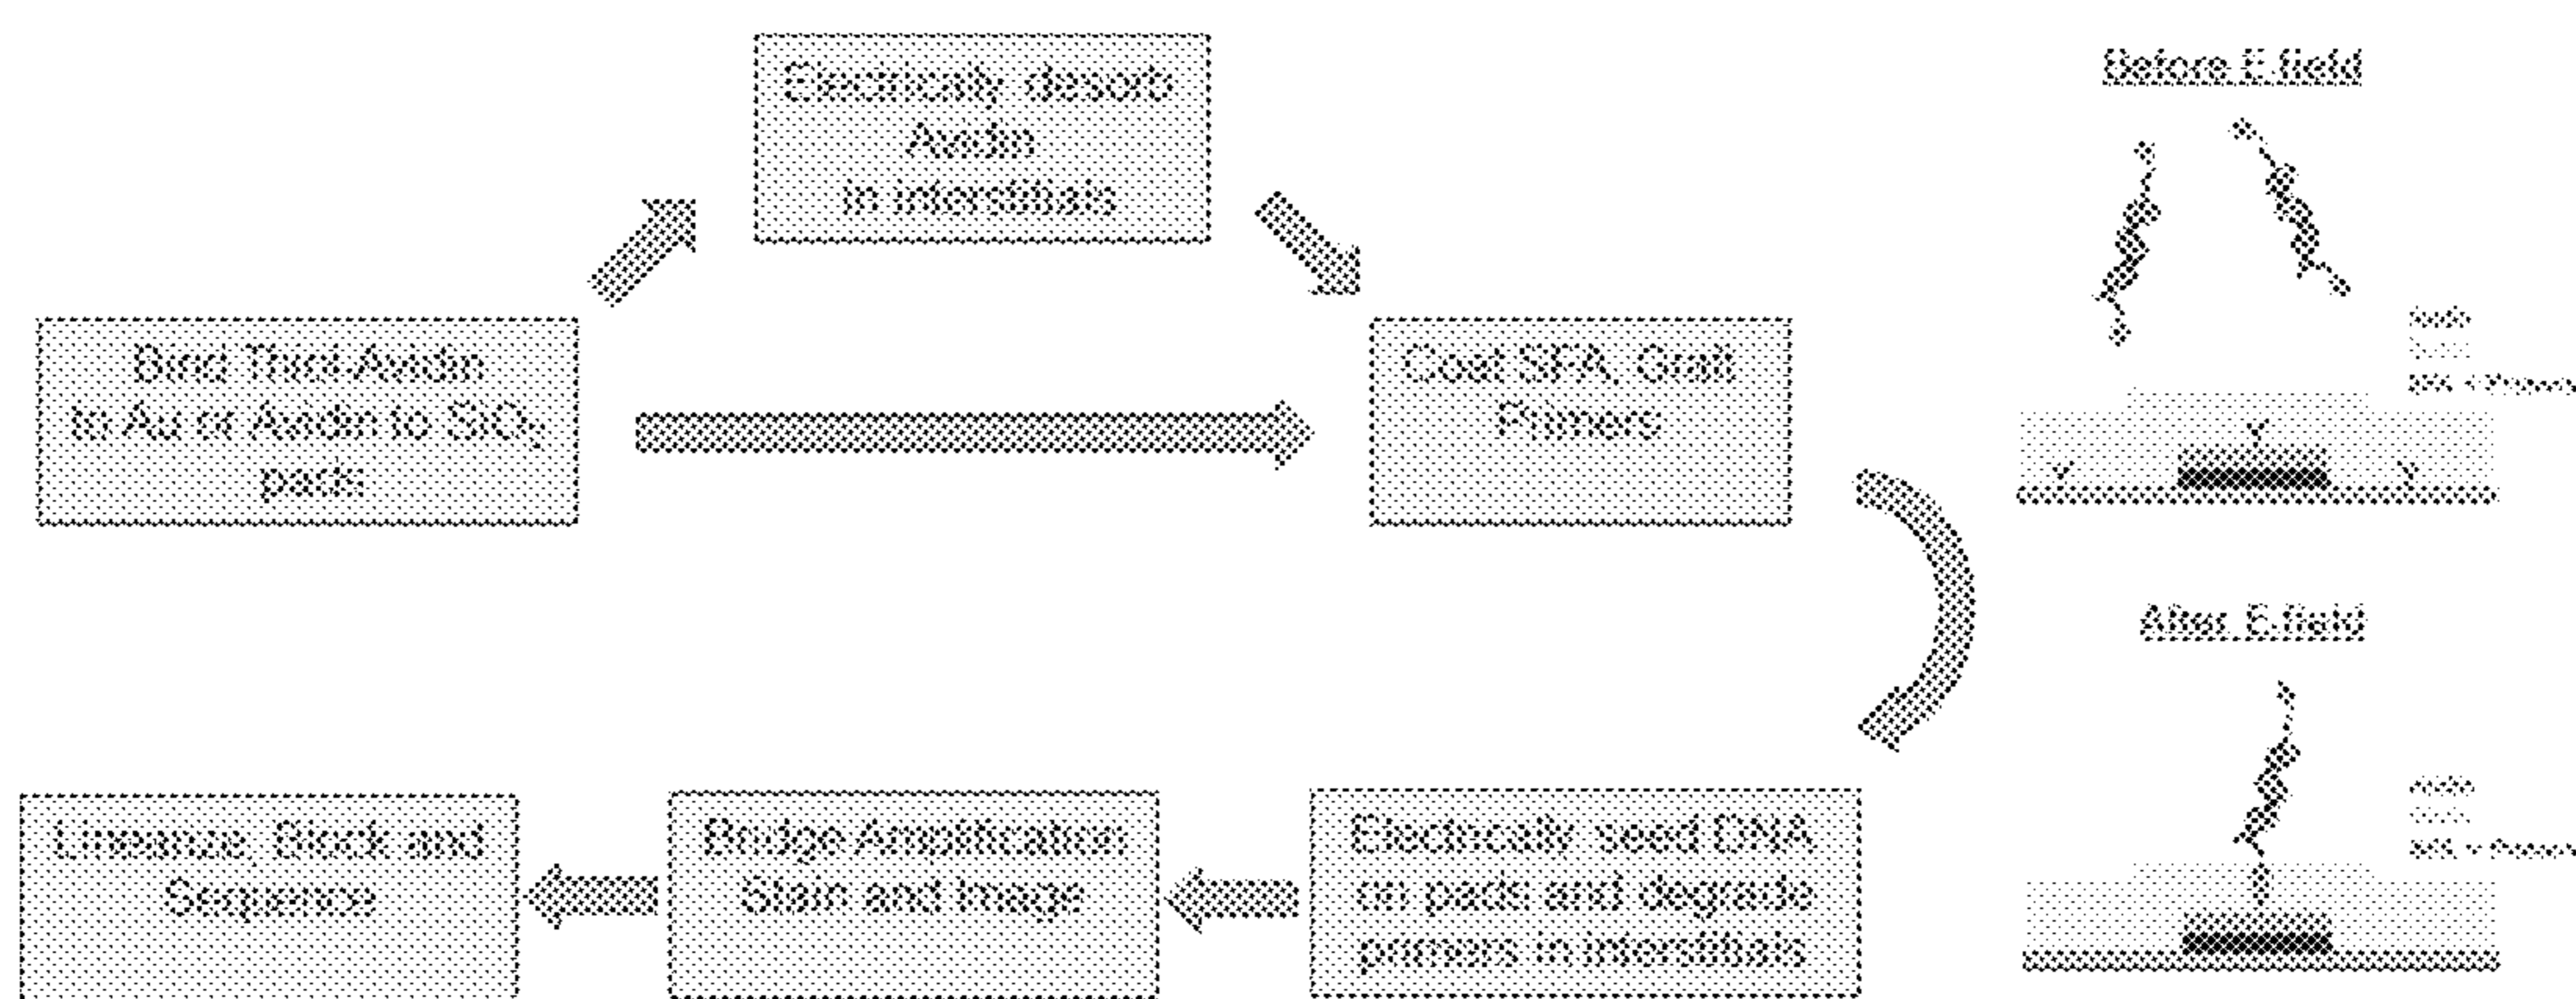 Electrically desorb
Avidin
in interstitials
Bind Thiol-Avidin
to Au or Avidin to SiO₂
pads
Coat SFA, Graft
Primers
Electrically seed DNA
on pads and degrade
primers in interstitials
Bridge Amplification
Stain and Image
Linearize, Block and
Sequence
Before E-field
After E-field